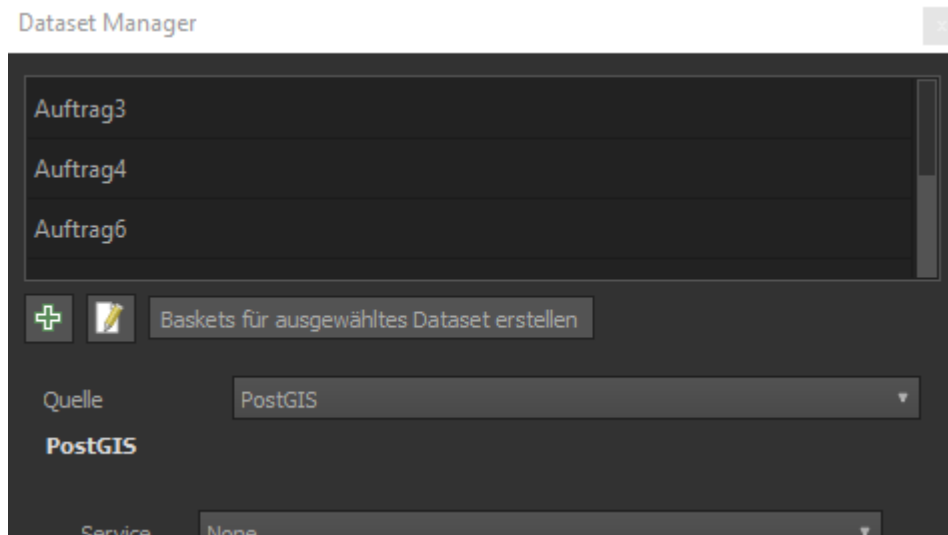 Dataset Manager
x
Auftrag3
Auftrag4
Auftrag6
Baskets für ausgewähltes Dataset erstellen
Quelle PostGIS
PostGIS
Service None